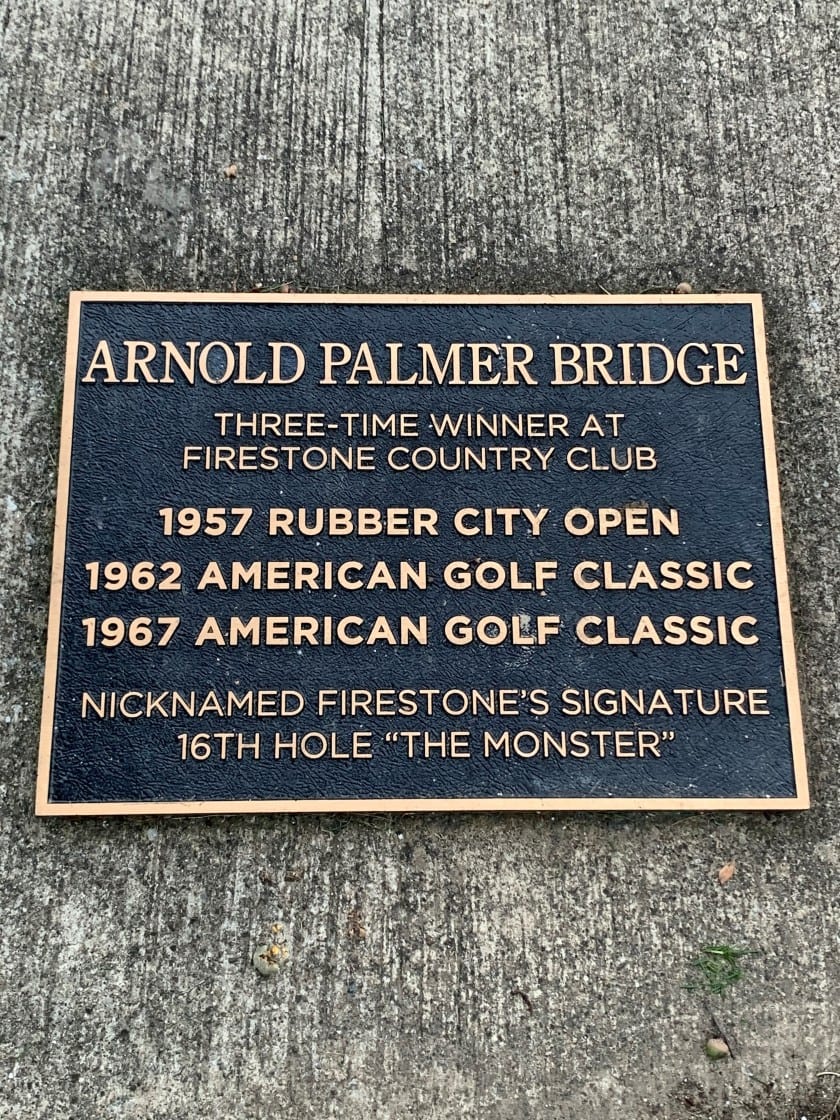 ARNOLD PALMER BRIDGE
THREE-TIME WINNER AT
FIRESTONE COUNTRY CLUB
1957 RUBBER CITY OPEN
1962 AMERICAN GOLF CLASSIC
1967 AMERICAN GOLF CLASSIC
NICKNAMED FIRESTONE'S SIGNATURE
16TH HOLE “THE MONSTER”